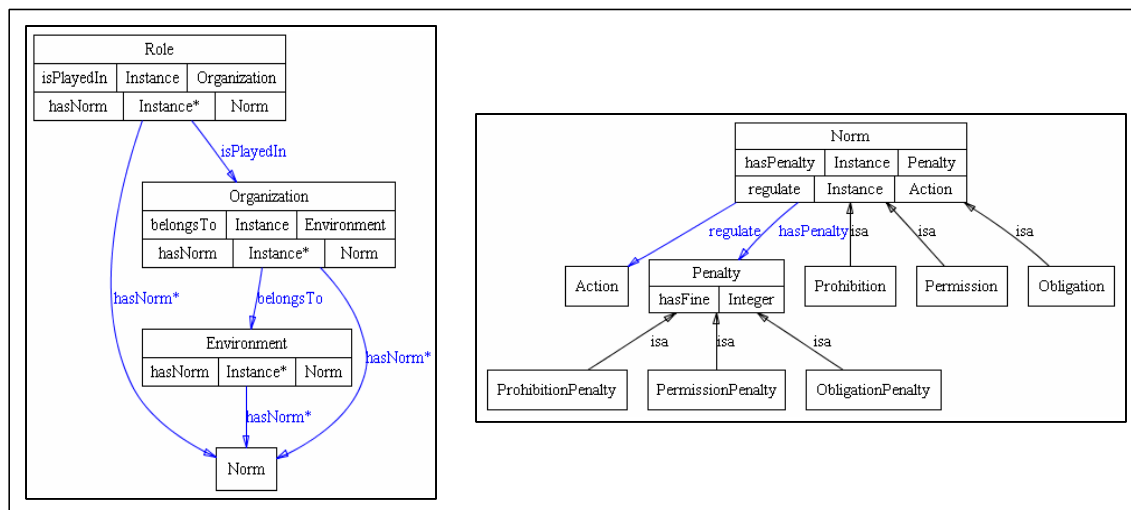 Role
isPlayedIn Instance Organization
hasNorm Instance* Norm
isPlayedIn
Organization
belongsTo Instance Environment
hasNorm Instance* Norm
hasNorm*
belongsTo
hasNorm*
Environment
hasNorm Instance* Norm
hasNorm*
Norm
Norm
hasPenalty Instance Penalty
regulate Instance Action
regulate hasPenalty isa isa isa
Action
Penalty
hasFine Integer
Prohibition
Permission
Obligation
isa isa isa
ProhibitionPenalty
PermissionPenalty
ObligationPenalty